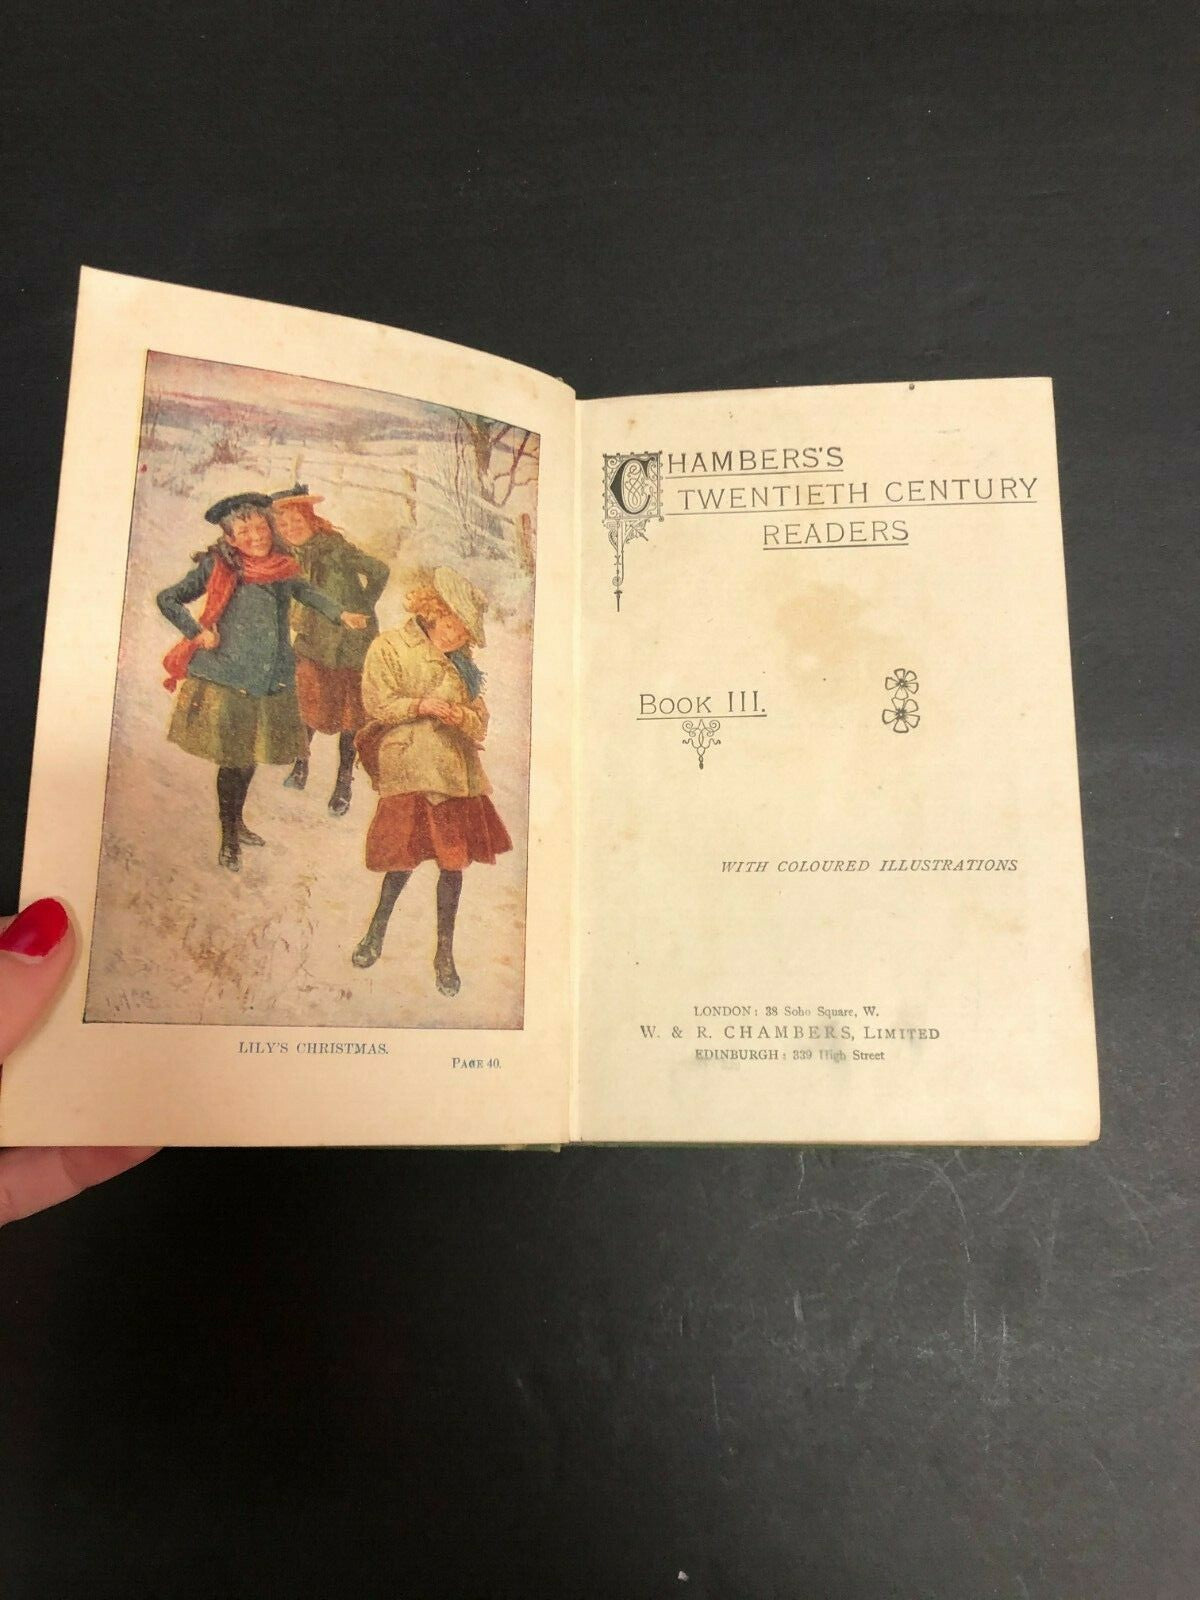 LILY'S CHRISTMAS.
PAGE 40.
CHAMBERS'S
TWENTIETH CENTURY
READERS
BOOK III.
WITH COLOURED ILLUSTRATIONS
LONDON: 38 Soho Square, W.
W. & R. CHAMBERS, LIMITED
EDINBURGH: 339 High Street